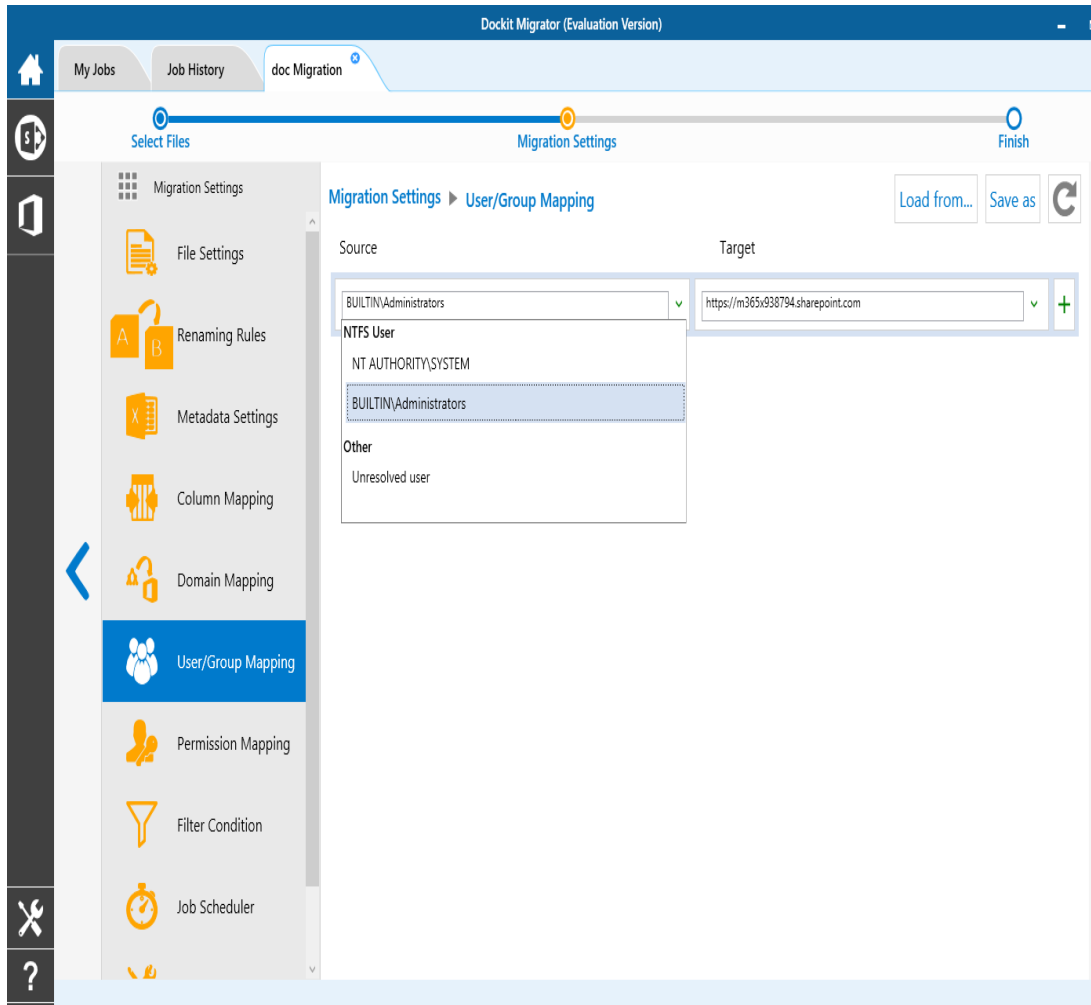 Dockit Migrator (Evaluation Version)
My Jobs
Job History
doc Migration
Select Files
Migration Settings
Finish
Migration Settings
File Settings
A
B
Renaming Rules
X
Metadata Settings
Column Mapping
Domain Mapping
User/Group Mapping
Permission Mapping
Filter Condition
Job Scheduler
S
?
Migration Settings ▶ User/Group Mapping
Load from...
Save as
Source
Target
BUILTIN\Administrators
https://m365x938794.sharepoint.com
+
NTFS User
NT AUTHORITY\SYSTEM
BUILTIN\Administrators
Other
Unresolved user